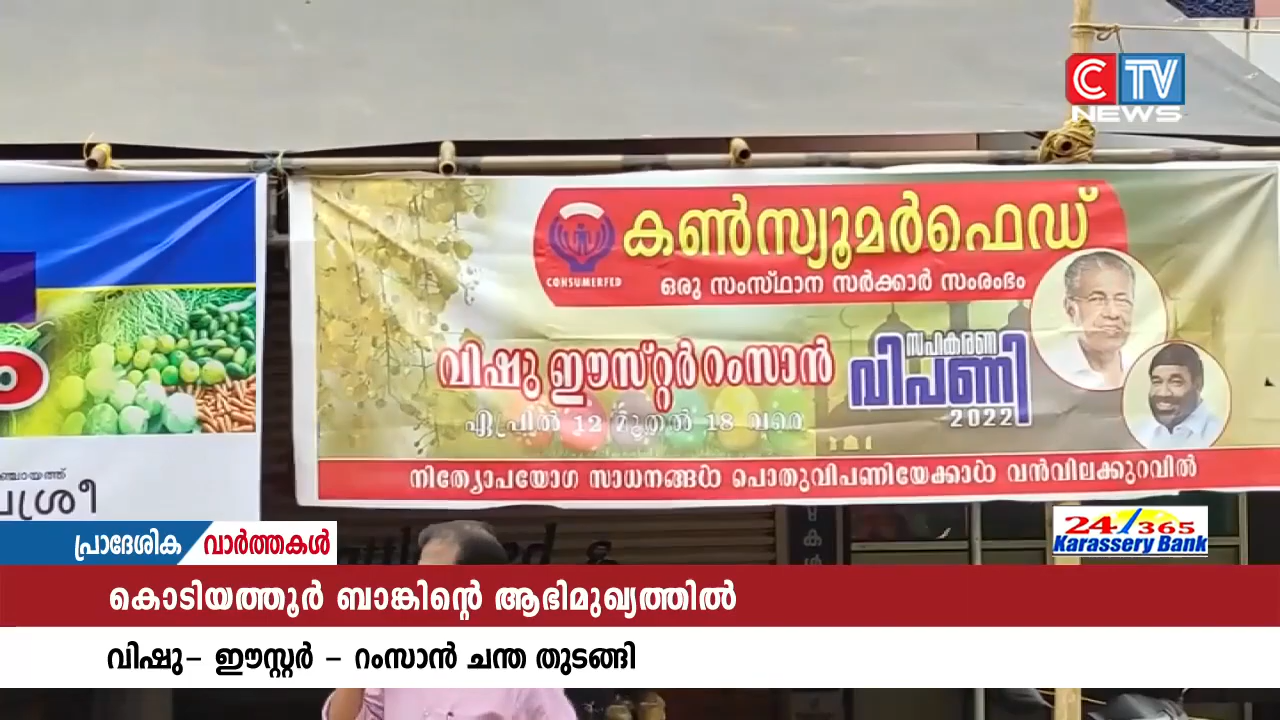 CTV
NEWS
കൺസ്യൂമർഫെഡ്
CONSUMERFED
ഒരു സംസ്ഥാന സർക്കാർ സംരംഭം
വിഷു ഈസ്റ്റർ റംസാൻ
സഹകരണ
വിപണി
2022
ഏപ്രിൽ 12 മുതൽ 18 വരെ
നിത്യോപയോഗ സാധനങ്ങൾ പൊതുവിപണിയേക്കാൾ വൻവിലക്കുറവിൽ
24/365
Karassery Bank
പ്രാദേശിക വാർത്തകൾ
കൊടിയത്തൂർ ബാങ്കിന്റെ ആഭിമുഖ്യത്തിൽ
വിഷു- ഈസ്റ്റർ - റംസാൻ ചന്ത തുടങ്ങി